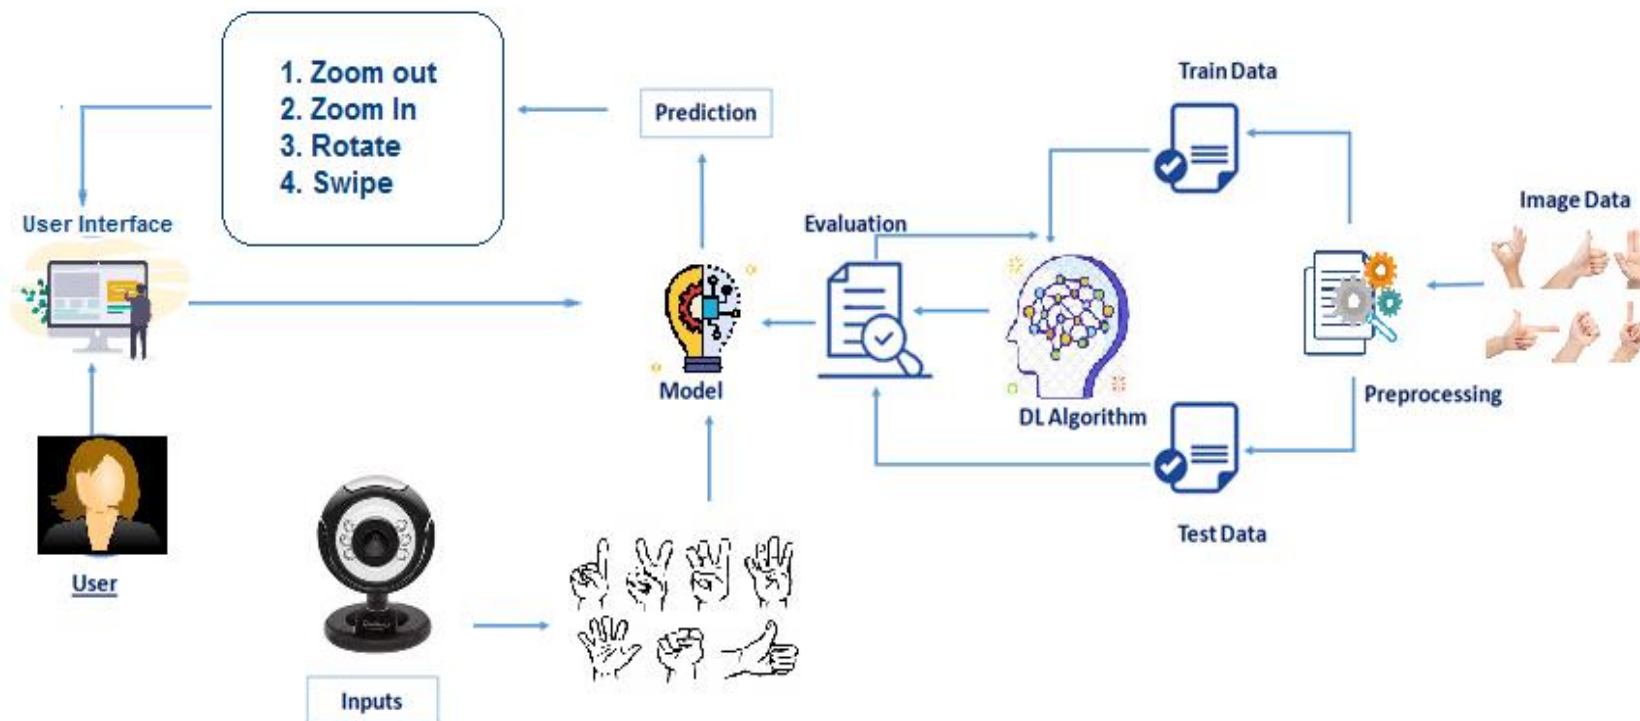 1. Zoom out
2. Zoom In
3. Rotate
4. Swipe
Prediction
Train Data
Image Data
User Interface
Evaluation
Model
DL Algorithm
Preprocessing
Test Data
User
Inputs